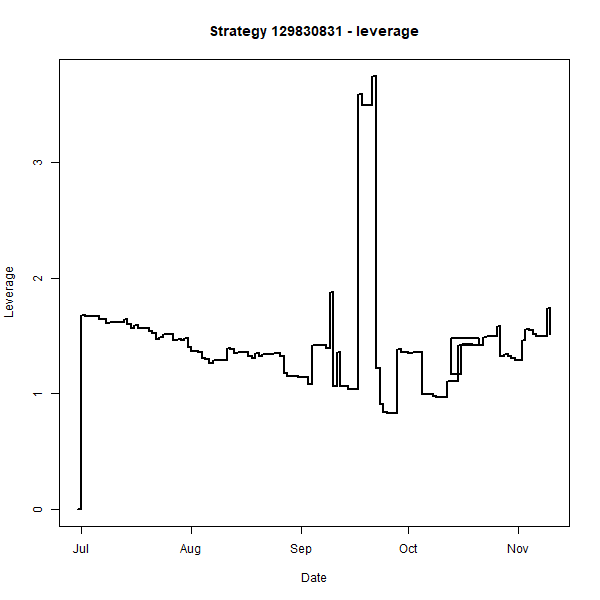 Strategy 129830831 - leverage
Leverage
3
2
1
0
Jul Aug Sep Oct Nov
Date